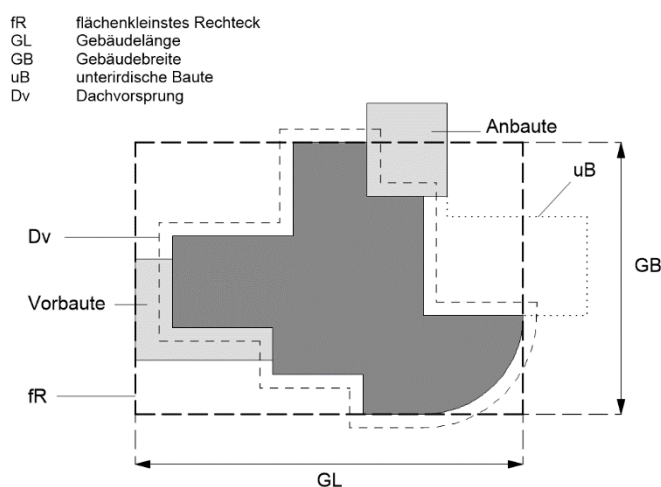 fR flächenkleinstes Rechteck
GL Gebäudelänge
GB Gebäudebreite
uB unterirdische Baute
Dv Dachvorsprung
Anbaute
uB
Dv
GB
Vorbaute
fR
GL